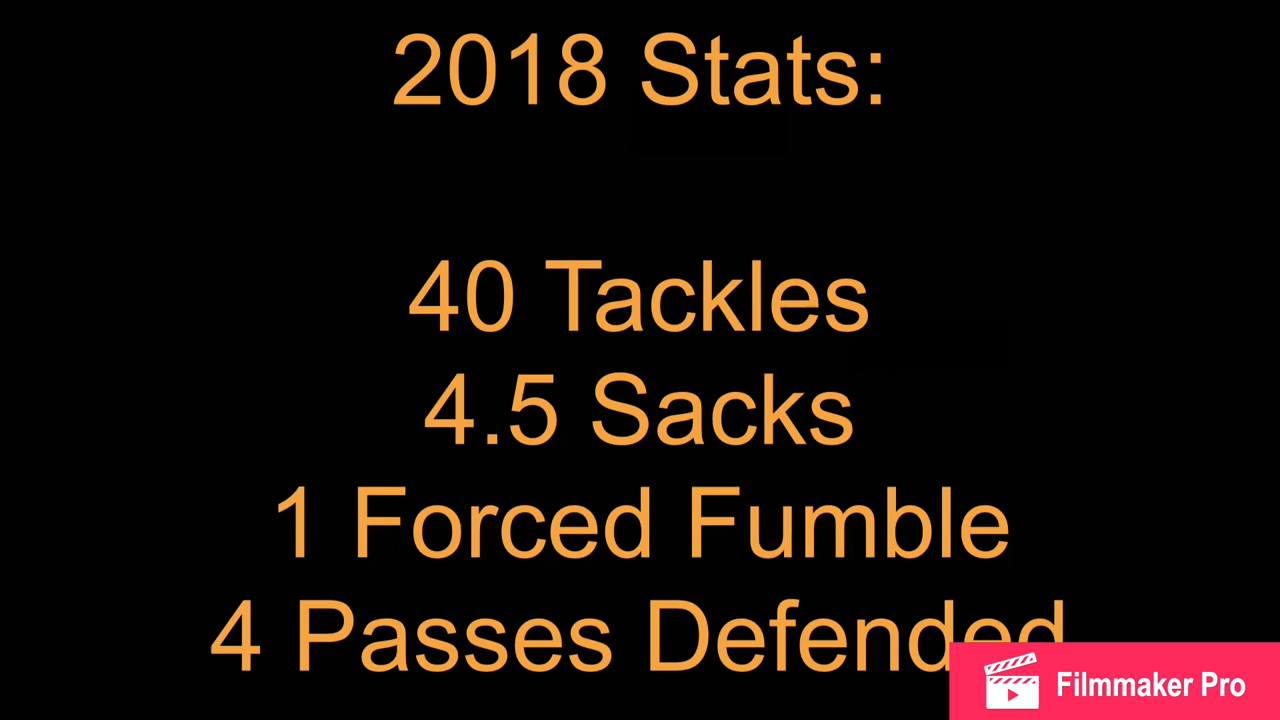 2018 Stats:
40 Tackles
4.5 Sacks
1 Forced Fumble
4 Passes Defended
Filmmaker Pro